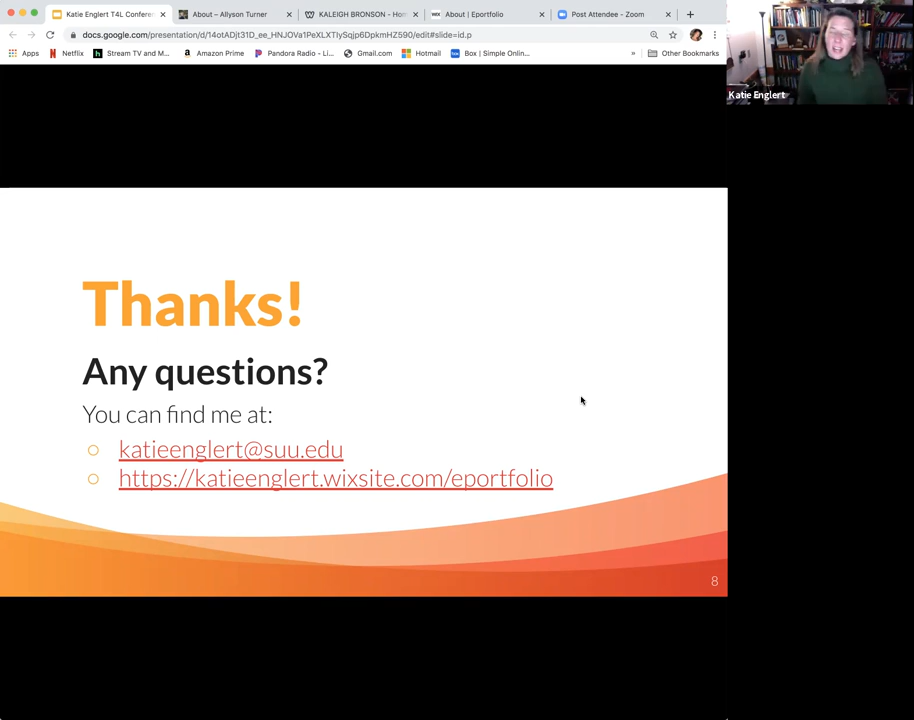 Katie Englert T4L Conferenc
About – Allyson Turner
KALEIGH BRONSON - Hom
About | Eportfolio
Post Attendee - Zoom
docs.google.com/presentation/d/14otADjt31D_ee_HNJOVa1PeXLXTlySqjp6DpkmHZ590/edit#slide=id.p
Apps
Netflix
Stream TV and M...
Amazon Prime
Pandora Radio - Li...
Gmail.com
Hotmail
Box | Simple Onlin...
»
Other Bookmarks
Katie Englert
Thanks!
Any questions?
You can find me at:
katieenglert@suu.edu
https://katieenglert.wixsite.com/eportfolio
8